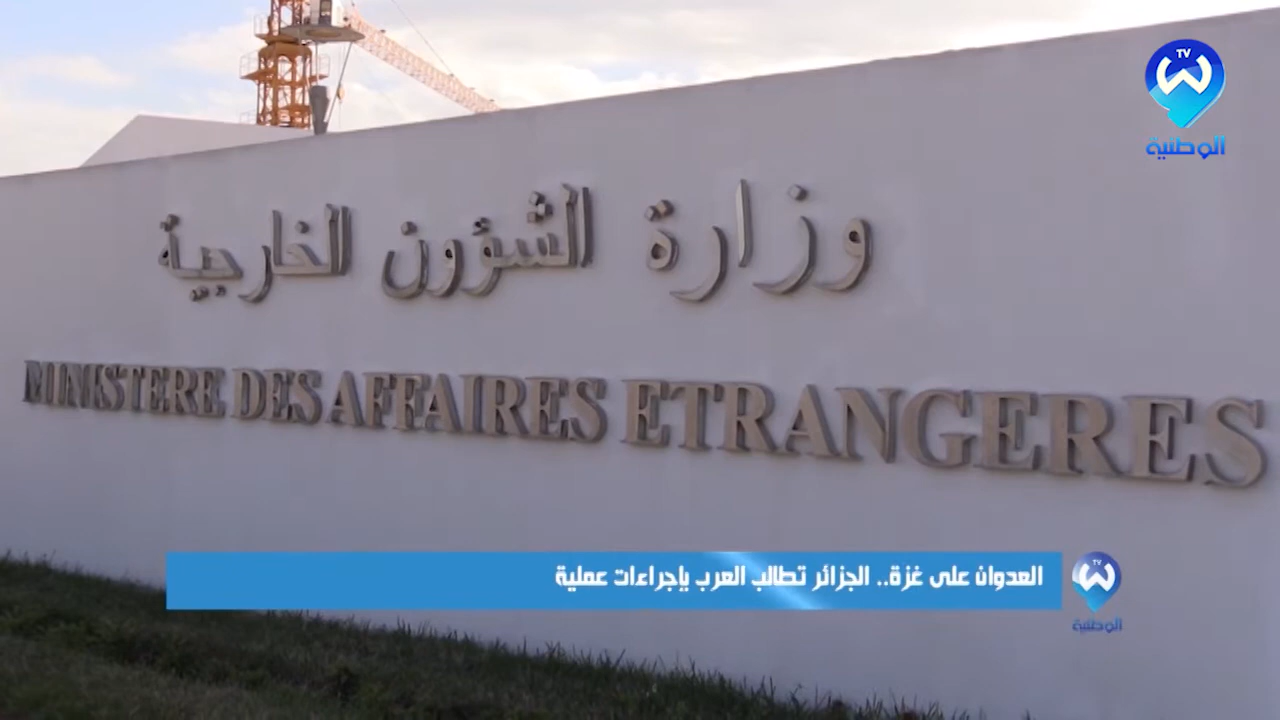 TV
الوطنية
وزارة الشؤون الخارجية
MINISTERE DES AFFAIRES ETRANGERES
العدوان على غزة.. الجزائر تطالب العرب بإجراءات عملية
TV
الوطنية